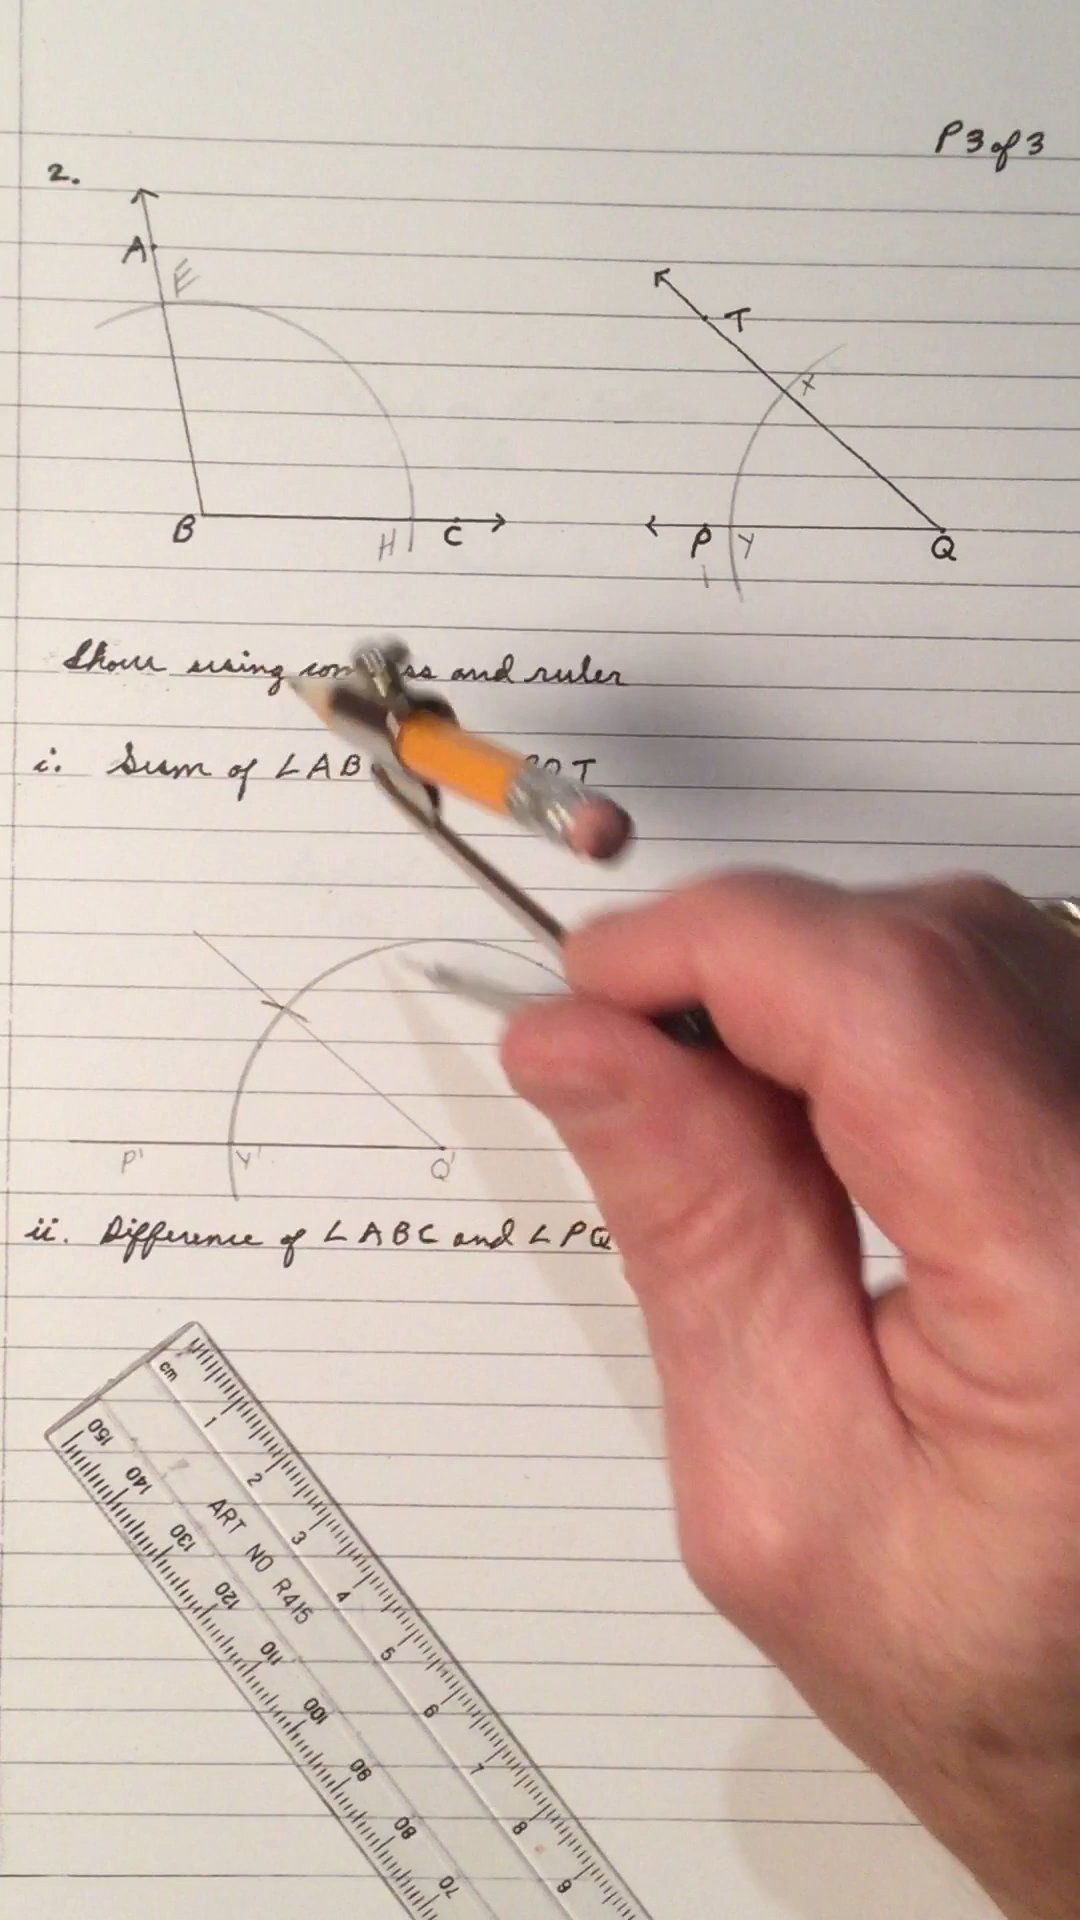 P3 of 3
2.
A
E
T
X
B
H
C
P
Y
Q
Show using and ruler
i. Sum of ∠AB
P'
Y'
Q'
ii. Difference of ∠ABC and ∠PQ
cm
1 2 3 4 5 6 7 8 9
ART NO R415
150 140 130 120 110 100 90 80 70